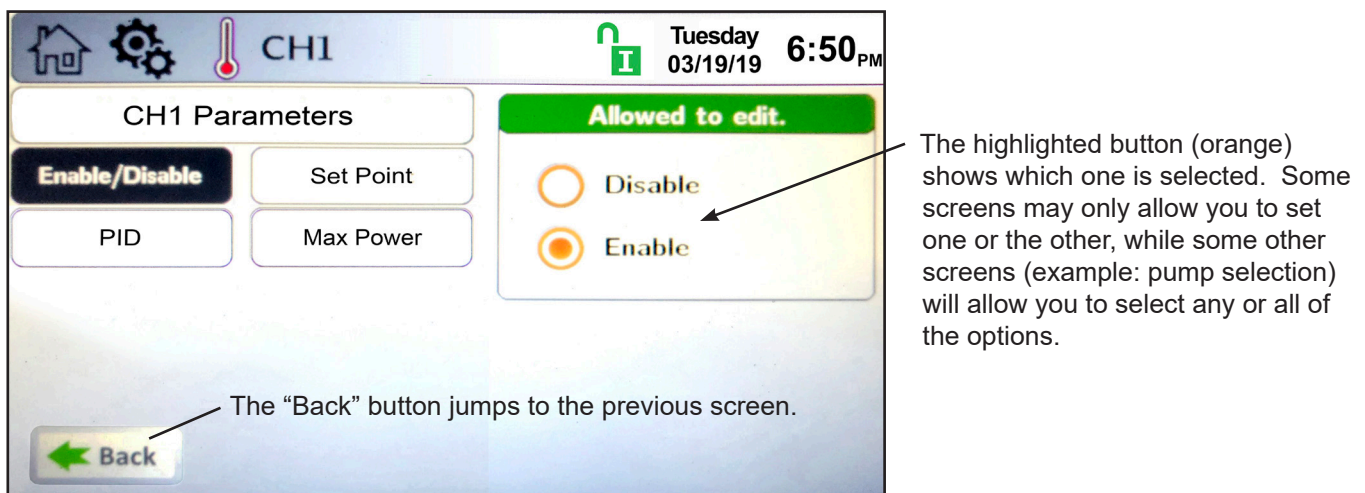 CH1
I
Tuesday
03/19/19
6:50 PM
CH1 Parameters
Enable/Disable
Set Point
PID
Max Power
Allowed to edit.
Disable
Enable
Back
The “Back” button jumps to the previous screen.
The highlighted button (orange)
shows which one is selected.  Some
screens may only allow you to set
one or the other, while some other
screens (example: pump selection)
will allow you to select any or all of
the options.